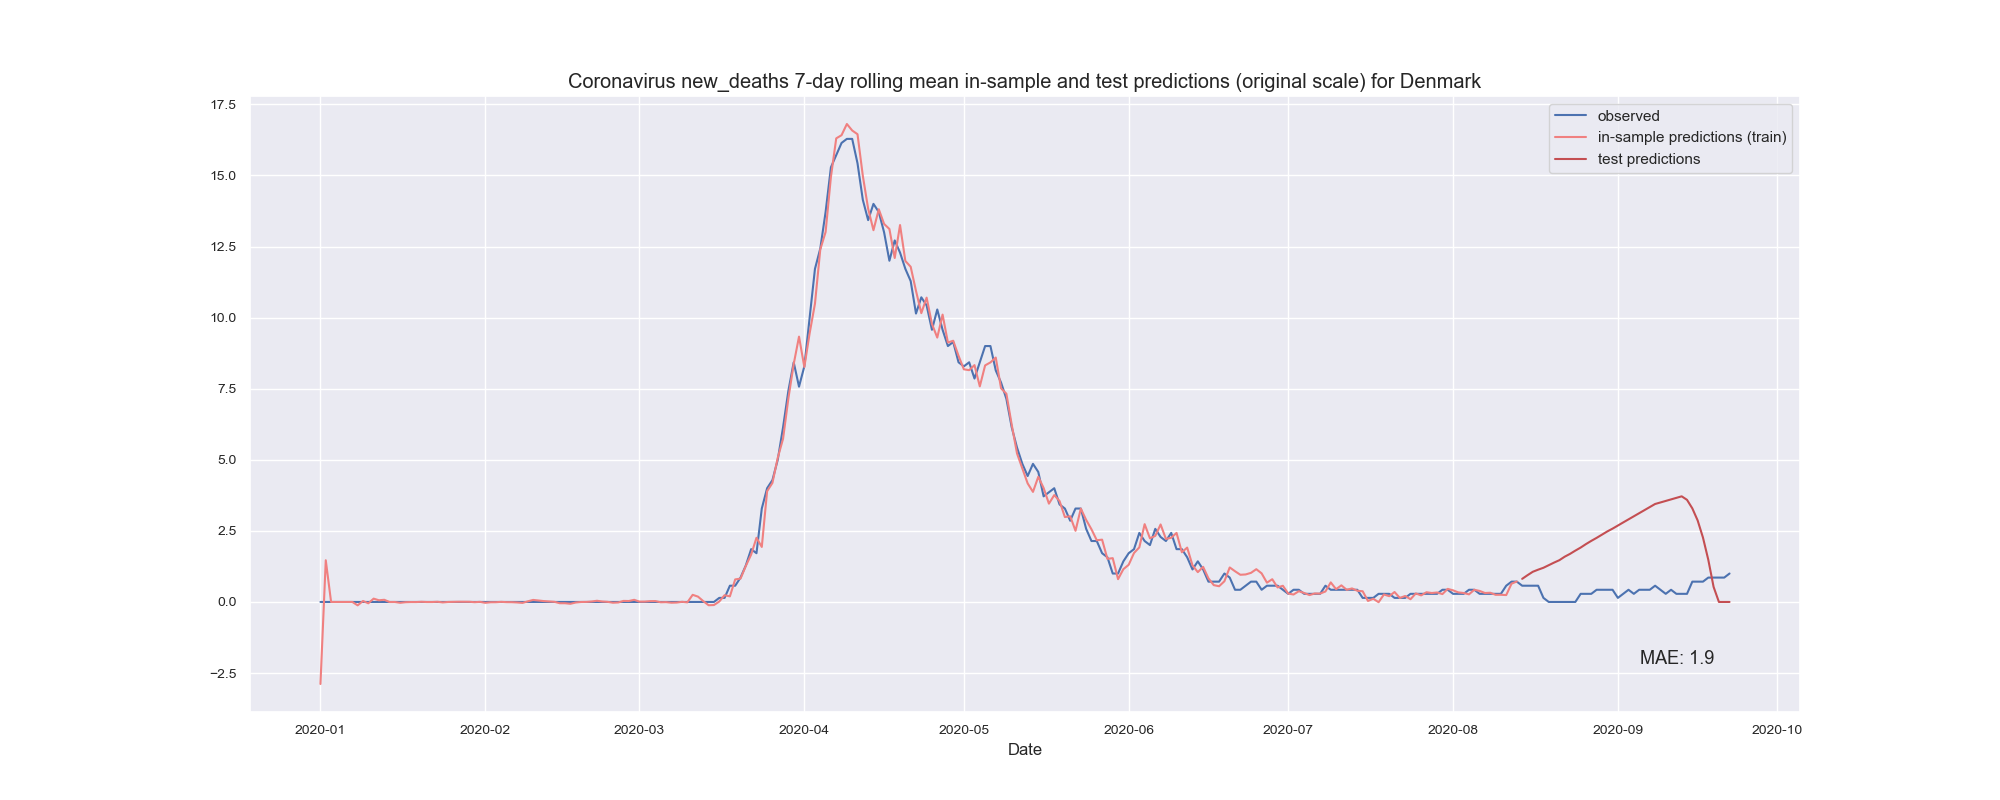 Coronavirus new_deaths 7-day rolling mean in-sample and test predictions (original scale) for Denmark
17.5
15.0
12.5
10.0
7.5
5.0
2.5
0.0
−2.5
observed
in-sample predictions (train)
test predictions
MAE: 1.9
2020-01 2020-02 2020-03 2020-04 2020-05 2020-06 2020-07 2020-08 2020-09 2020-10
Date